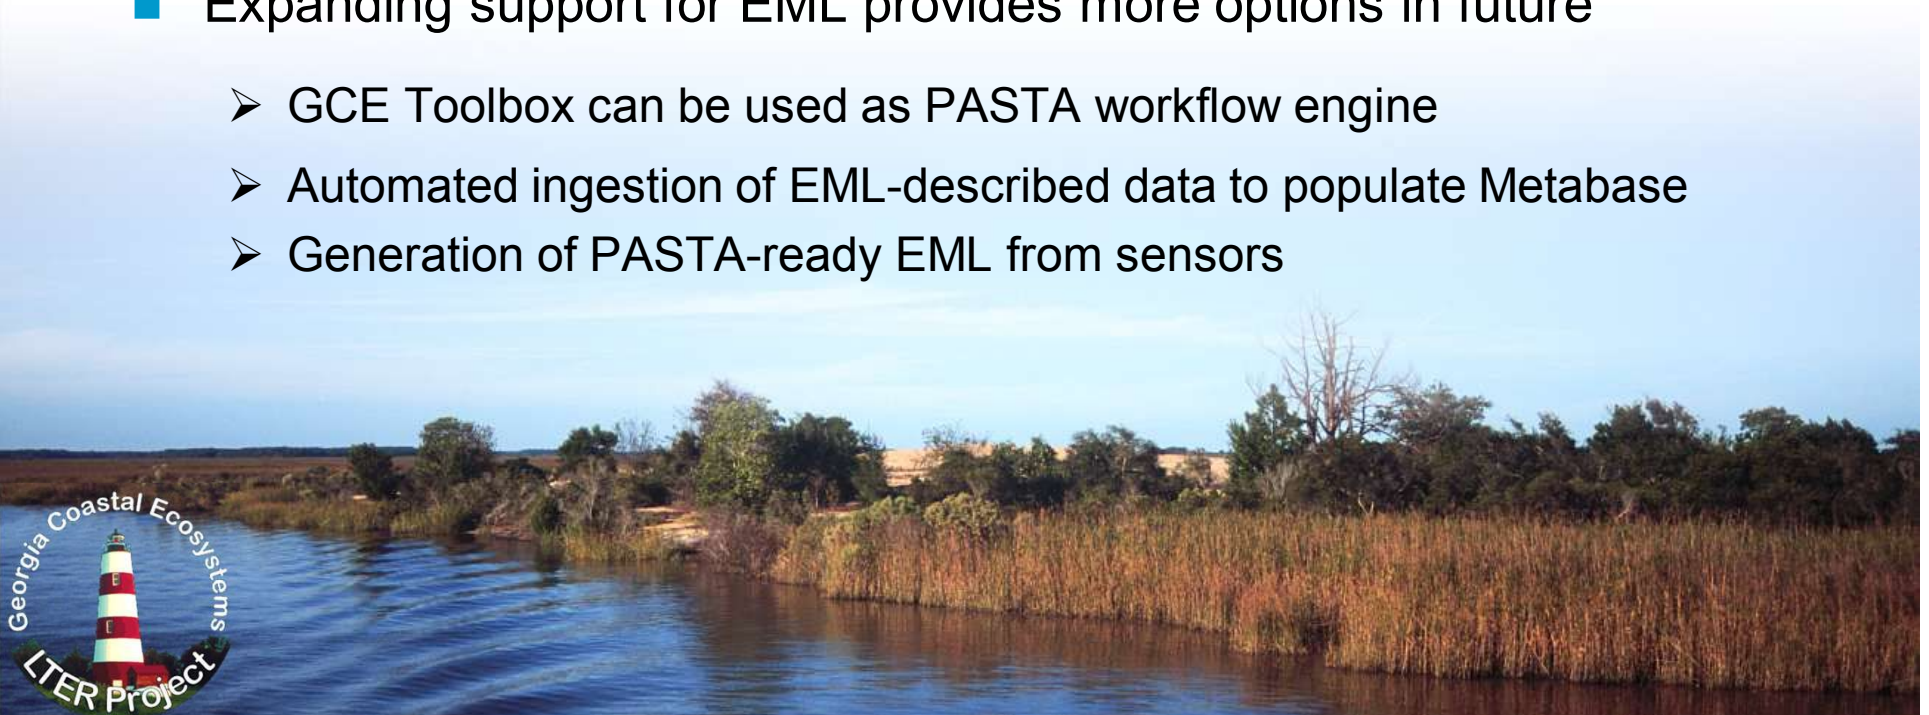 Expanding support for EML provides more options in future
GCE Toolbox can be used as PASTA workflow engine
Automated ingestion of EML-described data to populate Metabase
Generation of PASTA-ready EML from sensors
Georgia Coastal Ecosystems
LTER Project